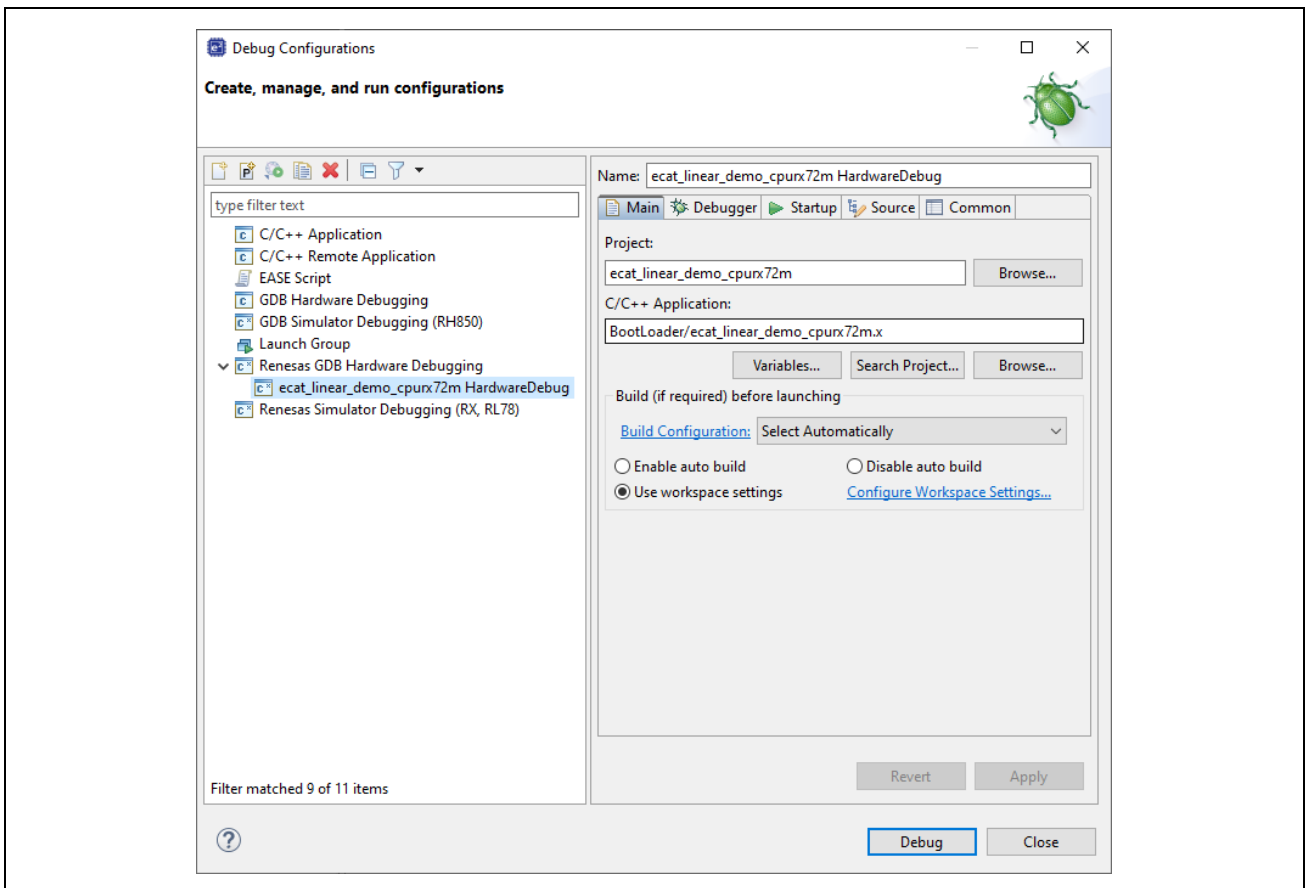 Debug Configurations
Create, manage, and run configurations
type filter text
C/C++ Application
C/C++ Remote Application
EASE Script
GDB Hardware Debugging
GDB Simulator Debugging (RH850)
Launch Group
Renesas GDB Hardware Debugging
ecat_linear_demo_cpurx72m HardwareDebug
Renesas Simulator Debugging (RX, RL78)
Filter matched 9 of 11 items
Name: ecat_linear_demo_cpurx72m HardwareDebug
Main Debugger Startup Source Common
Project:
ecat_linear_demo_cpurx72m Browse...
C/C++ Application:
BootLoader/ecat_linear_demo_cpurx72m.x
Variables... Search Project... Browse...
Build (if required) before launching
Build Configuration: Select Automatically
Enable auto build Disable auto build
Use workspace settings Configure Workspace Settings...
Revert Apply
Debug Close